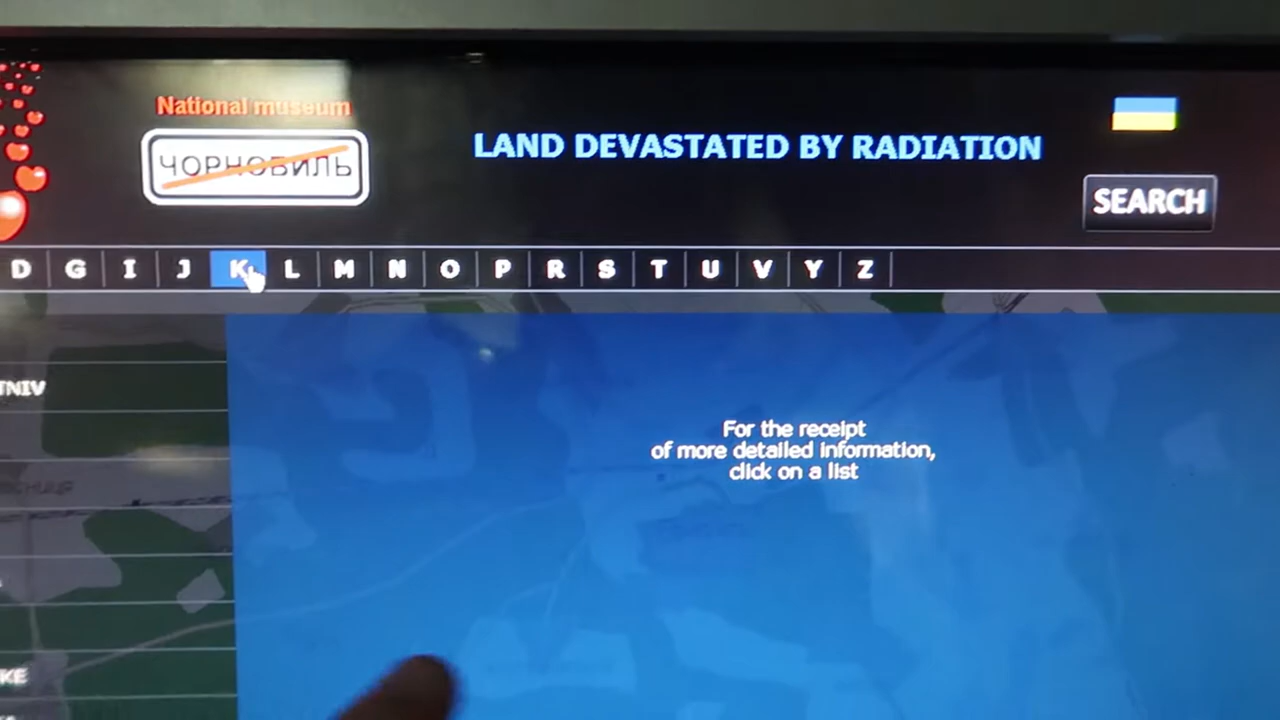 National museum
ЧОРНОБИЛЬ
LAND DEVASTATED BY RADIATION
SEARCH
D G I J K L M N O P R S T U V Y Z
TNIV
For the receipt
of more detailed information,
click on a list
KE